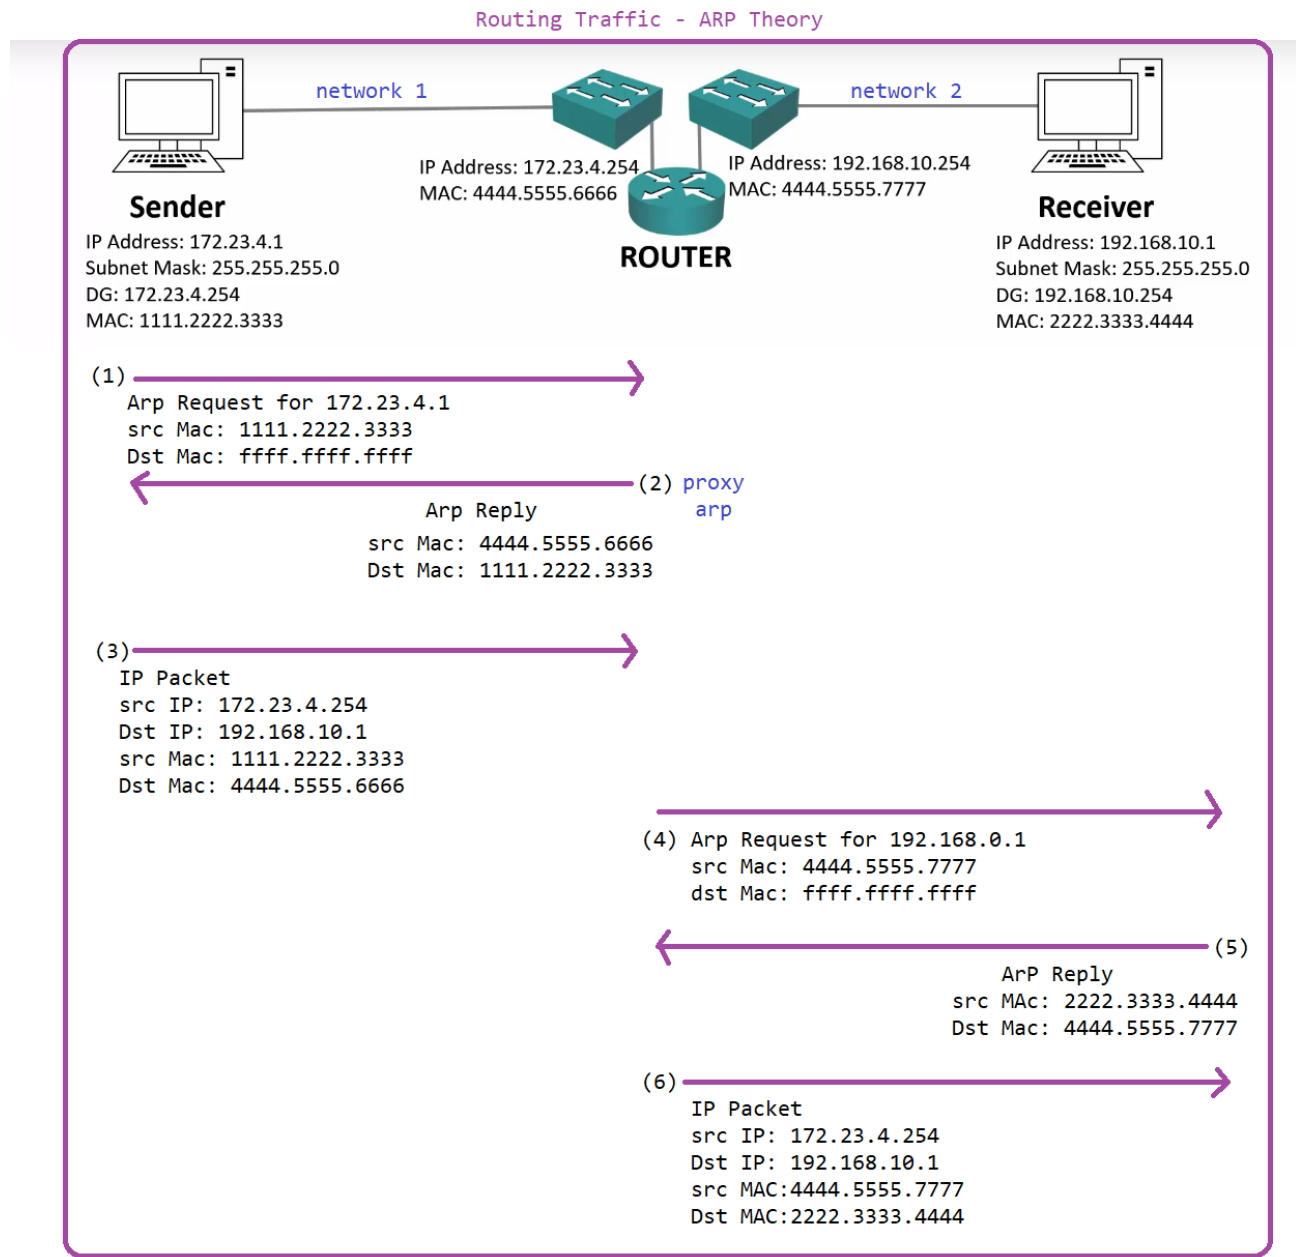 Routing Traffic - ARP Theory
network 1
network 2
IP Address: 172.23.4.254
MAC: 4444.5555.6666
IP Address: 192.168.10.254
MAC: 4444.5555.7777
ROUTER
Sender
IP Address: 172.23.4.1
Subnet Mask: 255.255.255.0
DG: 172.23.4.254
MAC: 1111.2222.3333
Receiver
IP Address: 192.168.10.1
Subnet Mask: 255.255.255.0
DG: 192.168.10.254
MAC: 2222.3333.4444
(1)
Arp Request for 172.23.4.1
src Mac: 1111.2222.3333
Dst Mac: ffff.ffff.ffff
(2) proxy
arp
Arp Reply
src Mac: 4444.5555.6666
Dst Mac: 1111.2222.3333
(3)
IP Packet
src IP: 172.23.4.254
Dst IP: 192.168.10.1
src Mac: 1111.2222.3333
Dst Mac: 4444.5555.6666
(4) Arp Request for 192.168.0.1
src Mac: 4444.5555.7777
dst Mac: ffff.ffff.ffff
(5)
ArP Reply
src MAc: 2222.3333.4444
Dst Mac: 4444.5555.7777
(6)
IP Packet
src IP: 172.23.4.254
Dst IP: 192.168.10.1
src MAC:4444.5555.7777
Dst MAC:2222.3333.4444